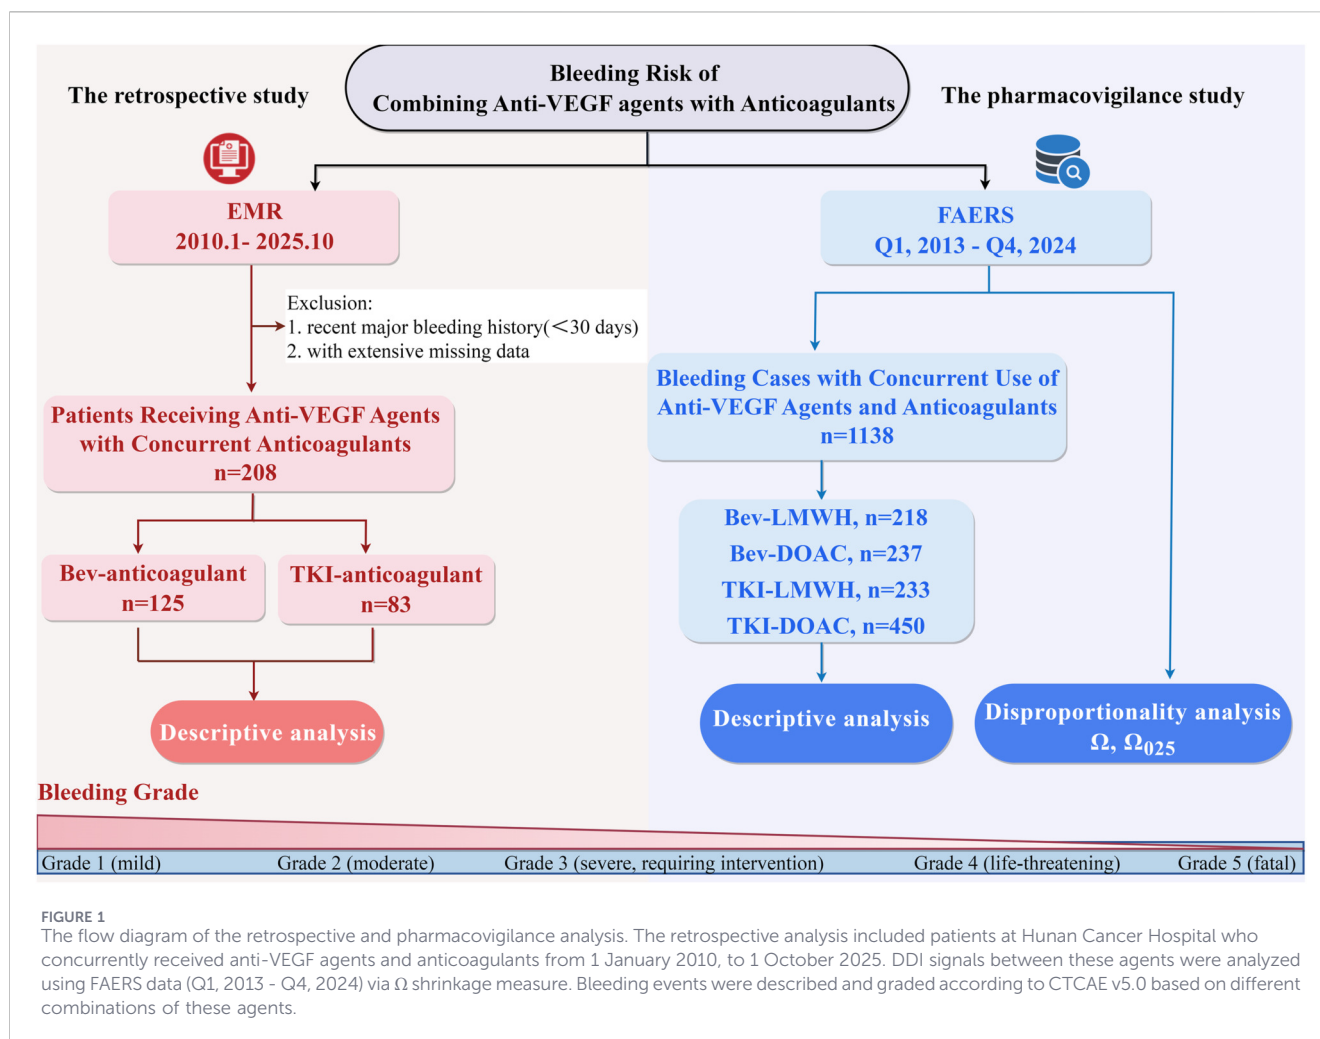 Bleeding Risk of
Combining Anti-VEGF agents with Anticoagulants
The retrospective study
The pharmacovigilance study
EMR
2010.1- 2025.10
Exclusion:
1. recent major bleeding history(＜30 days)
2. with extensive missing data
Patients Receiving Anti-VEGF Agents
with Concurrent Anticoagulants
n=208
Bev-anticoagulant
n=125
TKI-anticoagulant
n=83
Descriptive analysis
FAERS
Q1, 2013 - Q4, 2024
Bleeding Cases with Concurrent Use of
Anti-VEGF Agents and Anticoagulants
n=1138
Bev-LMWH, n=218
Bev-DOAC, n=237
TKI-LMWH, n=233
TKI-DOAC, n=450
Descriptive analysis
Disproportionality analysis
Ω, Ω025
Bleeding Grade
Grade 1 (mild)
Grade 2 (moderate)
Grade 3 (severe, requiring intervention)
Grade 4 (life-threatening)
Grade 5 (fatal)
FIGURE 1
The flow diagram of the retrospective and pharmacovigilance analysis. The retrospective analysis included patients at Hunan Cancer Hospital who
concurrently received anti-VEGF agents and anticoagulants from 1 January 2010, to 1 October 2025. DDI signals between these agents were analyzed
using FAERS data (Q1, 2013 - Q4, 2024) via Ω shrinkage measure. Bleeding events were described and graded according to CTCAE v5.0 based on different
combinations of these agents.